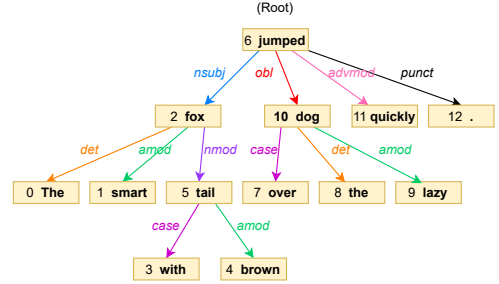 (Root)
6 jumped
nsubj obl advmod punct
2 fox 10 dog 11 quickly 12 .
det amod nmod case det amod
0 The 1 smart 5 tail 7 over 8 the 9 lazy
case amod
3 with 4 brown